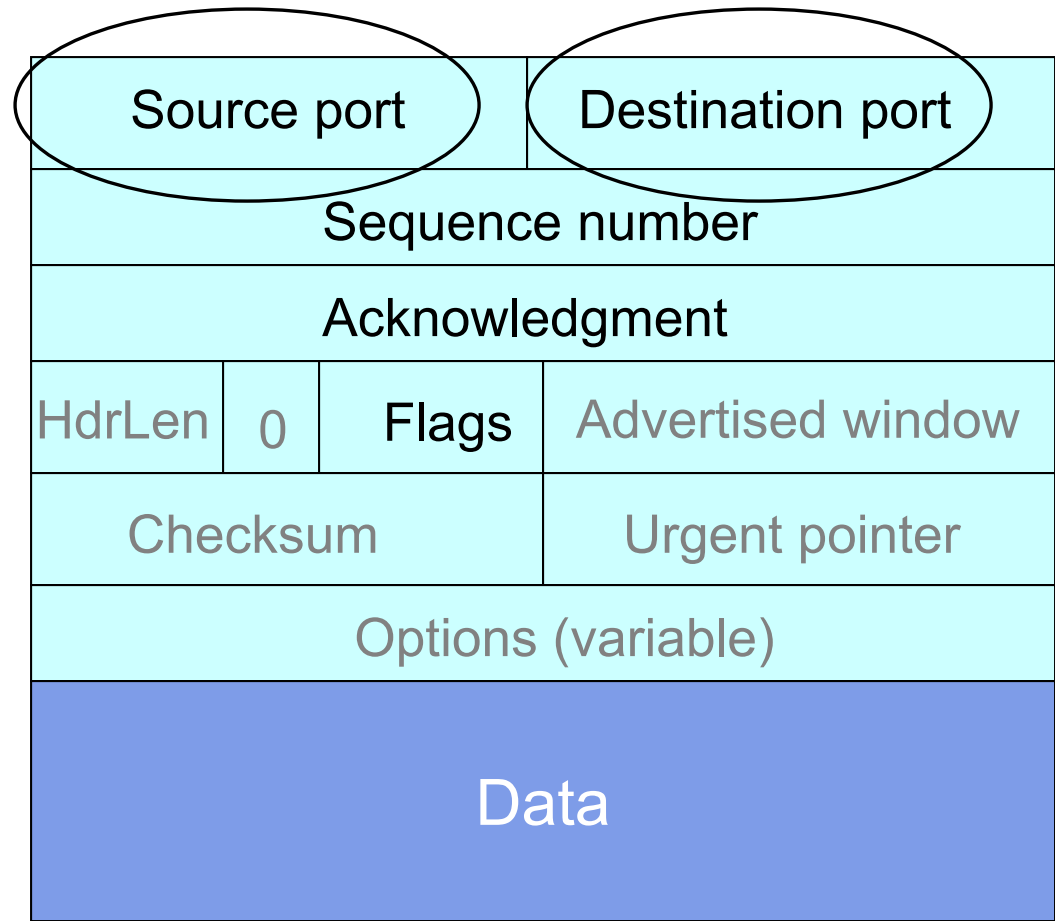 Source port Destination port
Sequence number
Acknowledgment
HdrLen 0 Flags Advertised window
Checksum Urgent pointer
Options (variable)
Data